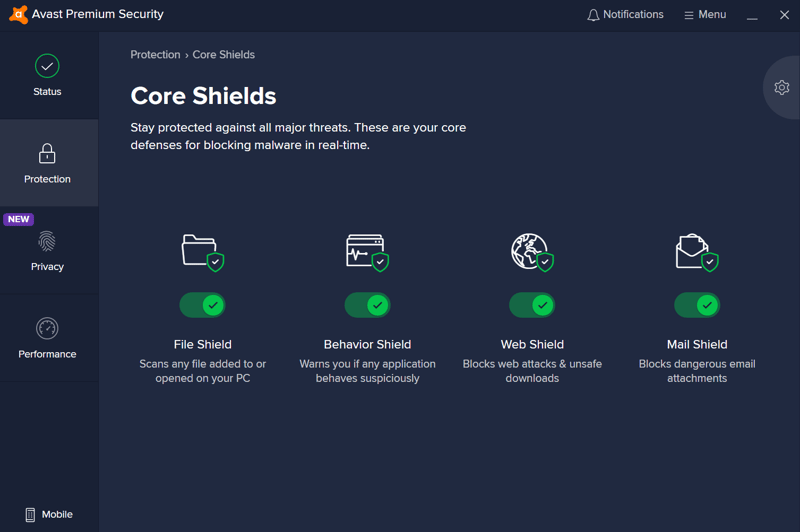 Avast Premium Security
Notifications
Menu
Status
Protection
NEW
Privacy
Performance
Mobile
Protection › Core Shields
Core Shields
Stay protected against all major threats. These are your core
defenses for blocking malware in real-time.
File Shield
Scans any file added to or
opened on your PC
Behavior Shield
Warns you if any application
behaves suspiciously
Web Shield
Blocks web attacks & unsafe
downloads
Mail Shield
Blocks dangerous email
attachments